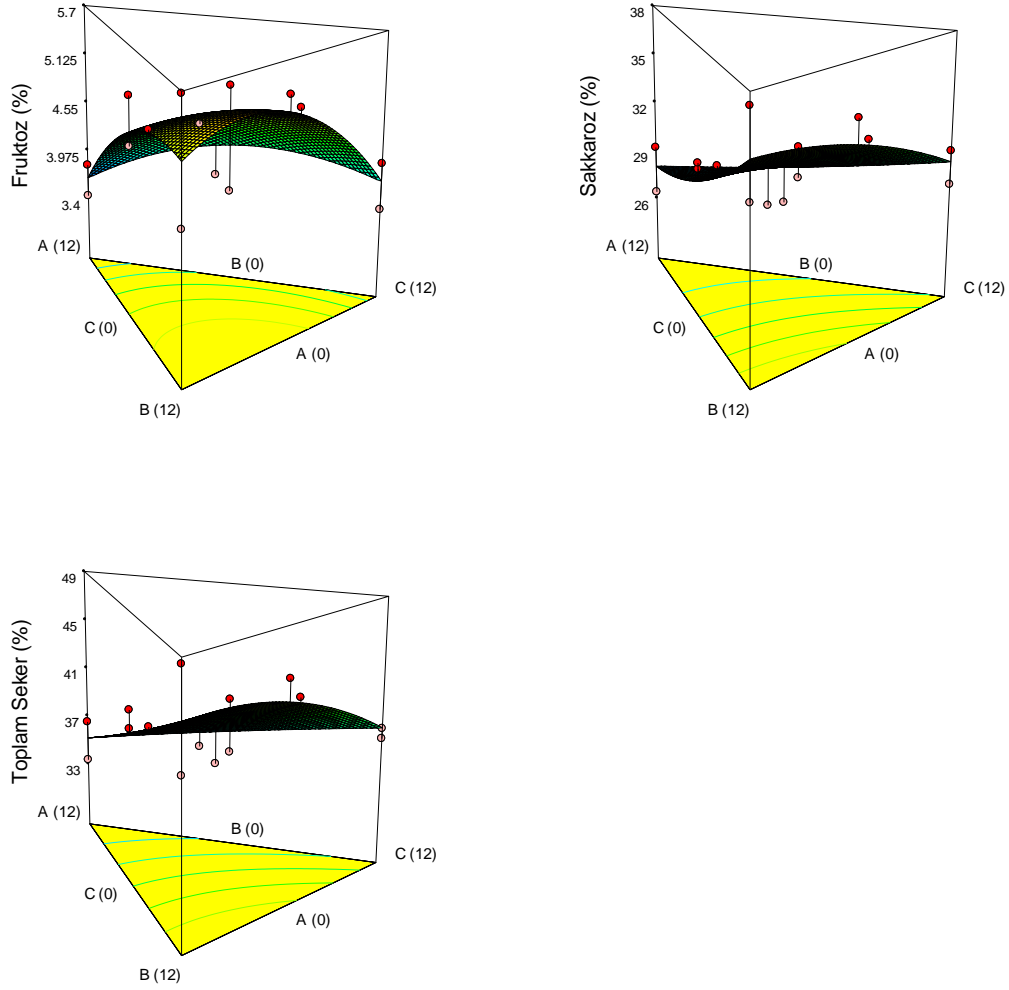 5.7
5.125
4.55
3.975
3.4
Fruktoz (%)
A (12)
B (0)
C (12)
C (0)
A (0)
B (12)
38
35
32
29
26
Sakkaroz (%)
A (12)
B (0)
C (12)
C (0)
A (0)
B (12)
49
45
41
37
33
Toplam Seker (%)
A (12)
B (0)
C (12)
C (0)
A (0)
B (12)